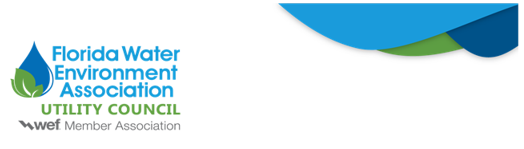 Florida Water
Environment
Association
UTILITY COUNCIL
wef Member Association